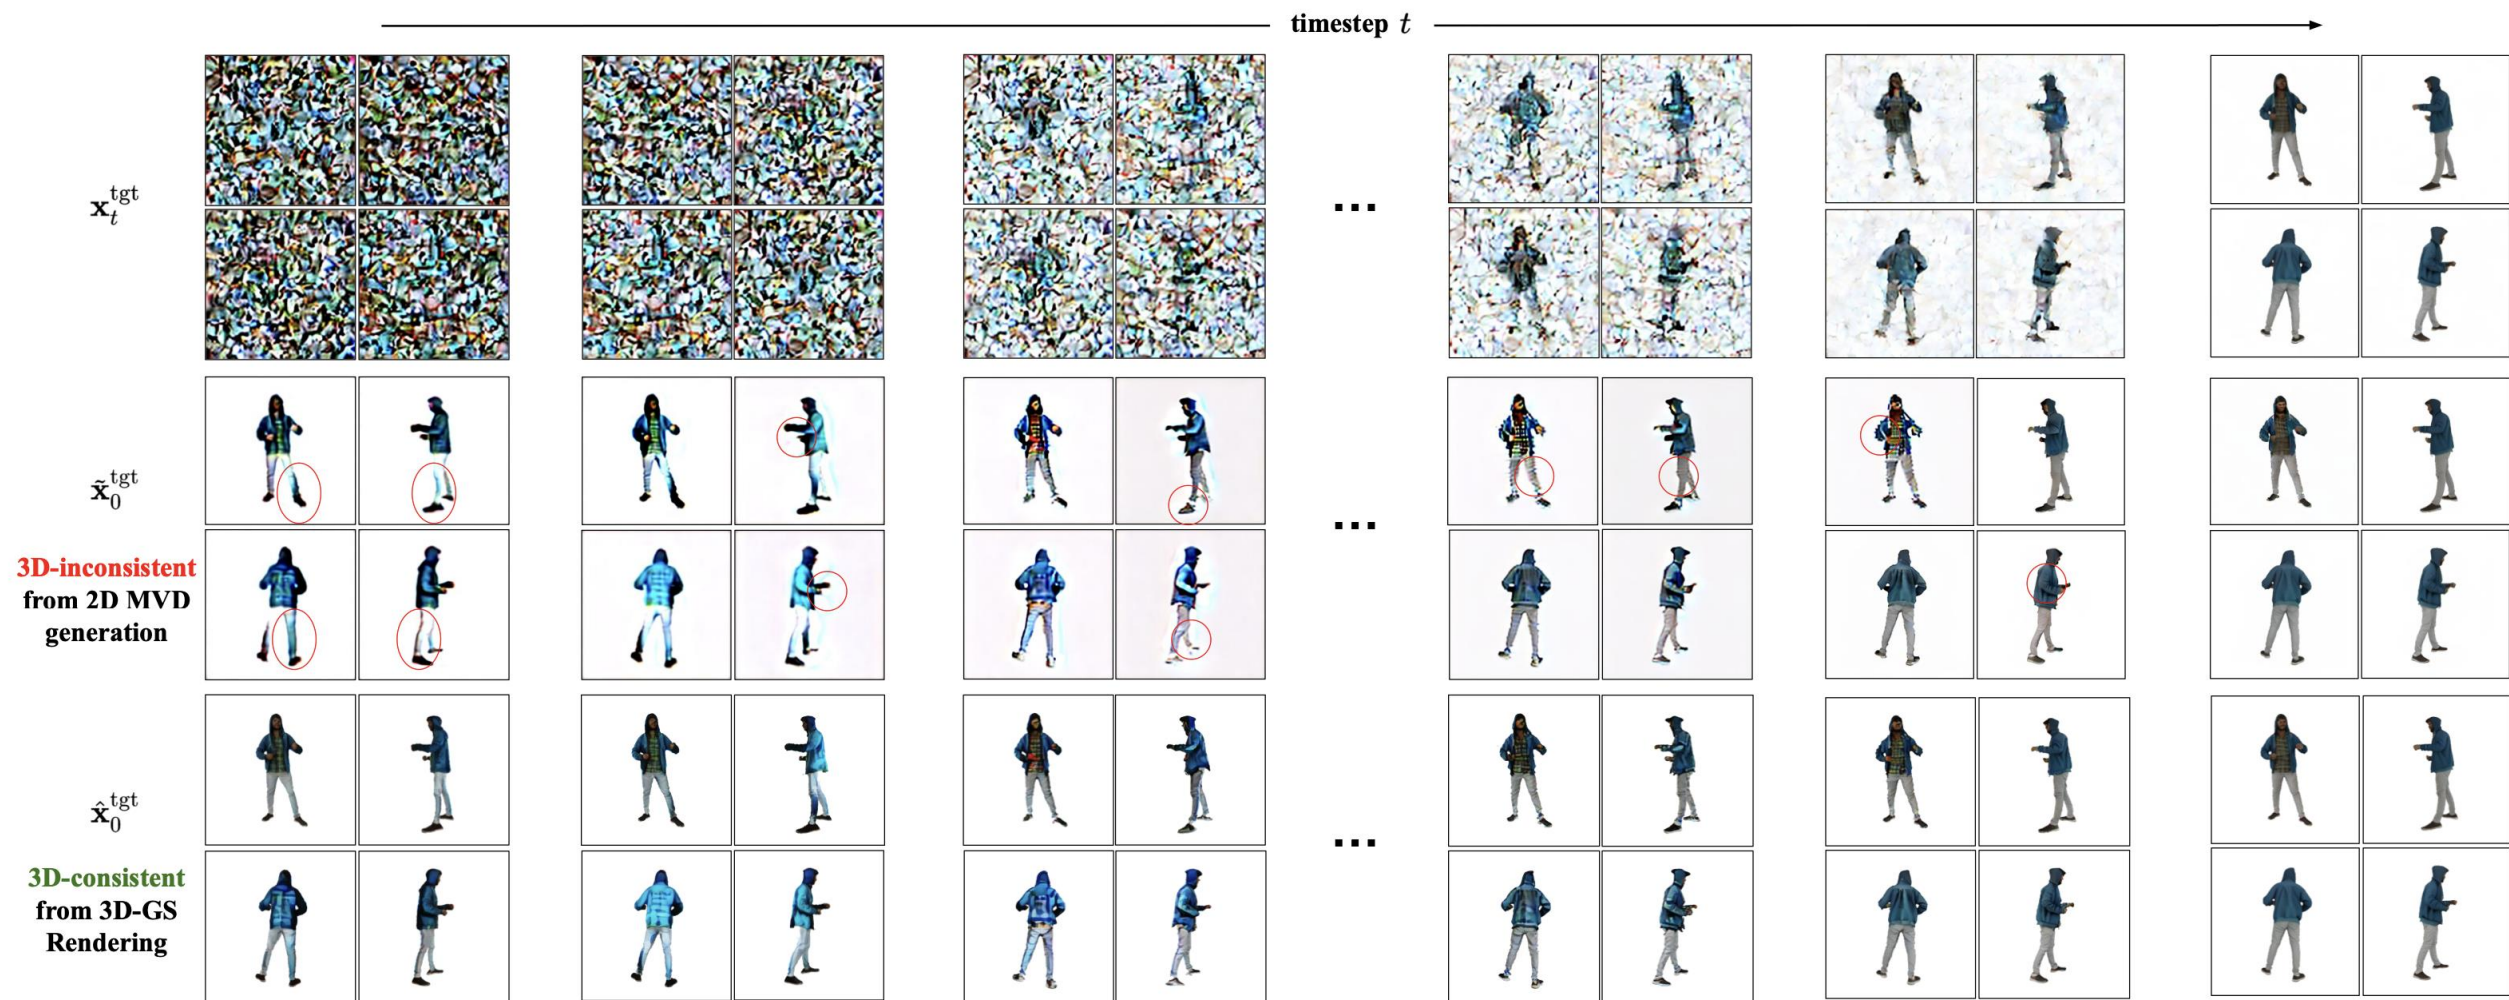 timestep t
x_t^tgt
...
x̃_0^tgt
...
3D-inconsistent
from 2D MVD
generation
x̂_0^tgt
...
3D-consistent
from 3D-GS
Rendering